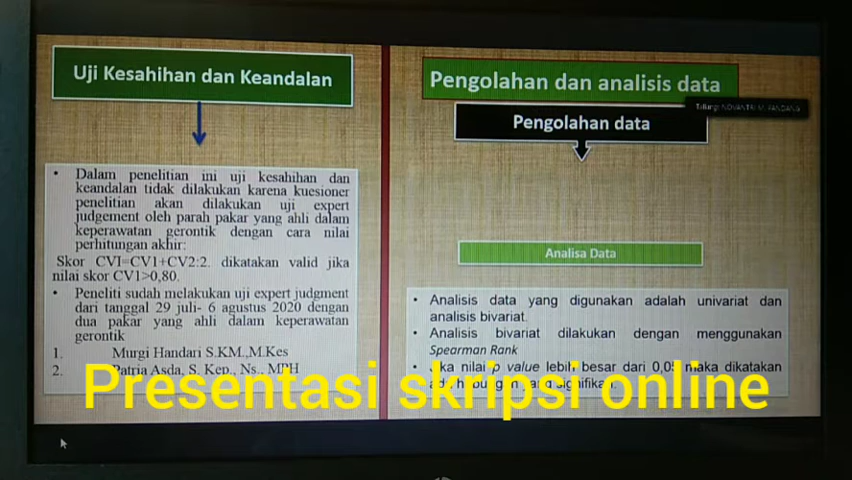 Uji Kesahihan dan Keandalan
• Dalam penelitian ini uji kesahihan dan
keandalan tidak dilakukan karena kuesioner
penelitian akan dilakukan uji expert
judgement oleh parah pakar yang ahli dalam
keperawatan gerontik dengan cara nilai
perhitungan akhir:
Skor CVI=CV1+CV2:2. dikatakan valid jika
nilai skor CV1>0,80.
• Peneliti sudah melakukan uji expert judgment
dari tanggal 29 juli- 6 agustus 2020 dengan
dua pakar yang ahli dalam keperawatan
gerontik
1. Murgi Handari S.KM.,M.Kes
2. Patria Asda, S. Kep., Ns., MPH
Pengolahan dan analisis data
Pengolahan data
Analisa Data
• Analisis data yang digunakan adalah univariat dan
analisis bivariat.
• Analisis bivariat dilakukan dengan menggunakan
Spearman Rank
• Jika nilai p value lebih besar dari 0,05 maka dikatakan
ada hubungan yang signifikan.
Presentasi skripsi online